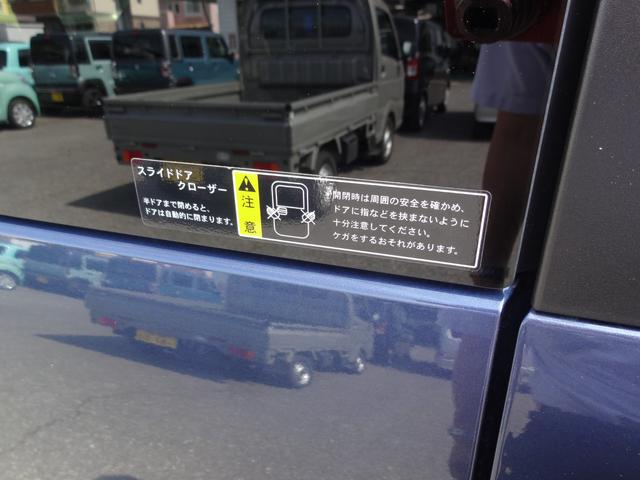 スライドドア
クローザー
半ドアまで閉めると、
ドアは自動的に閉まります。
注
意
開閉時は周囲の安全を確かめ、
ドアに指などを挟まないように
十分注意してください。
ケガをするおそれがあります。